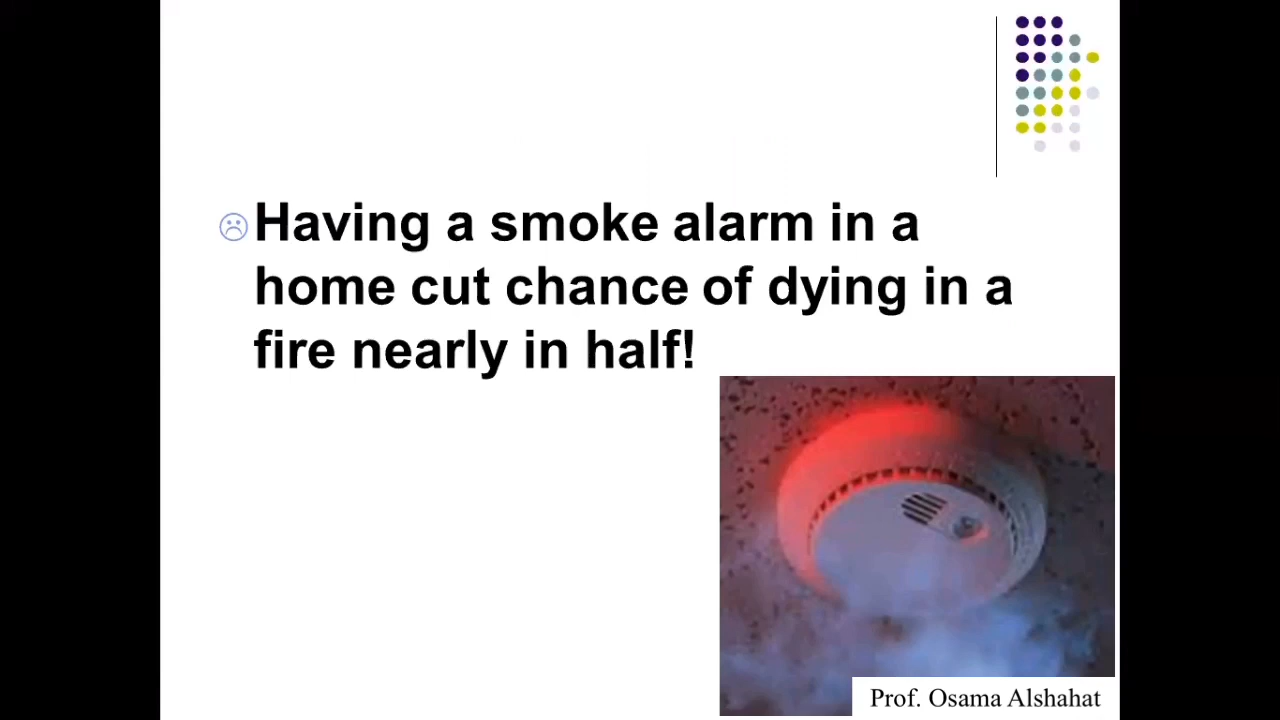 Having a smoke alarm in a
home cut chance of dying in a
fire nearly in half!
Prof. Osama Alshahat